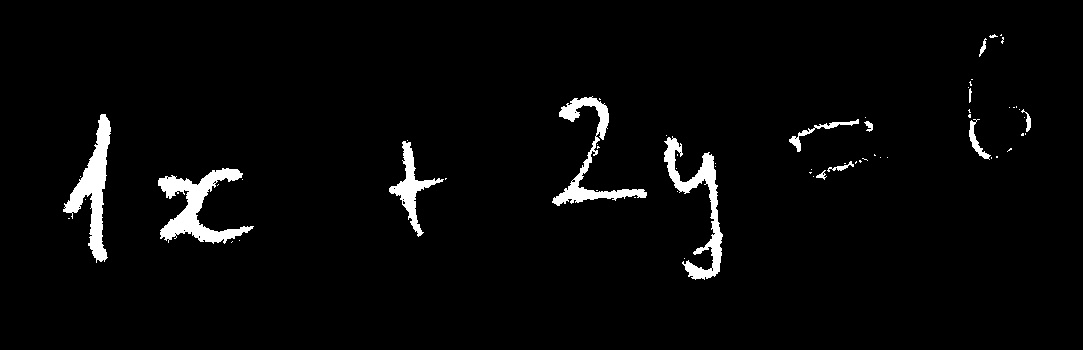 1x + 2y = 6